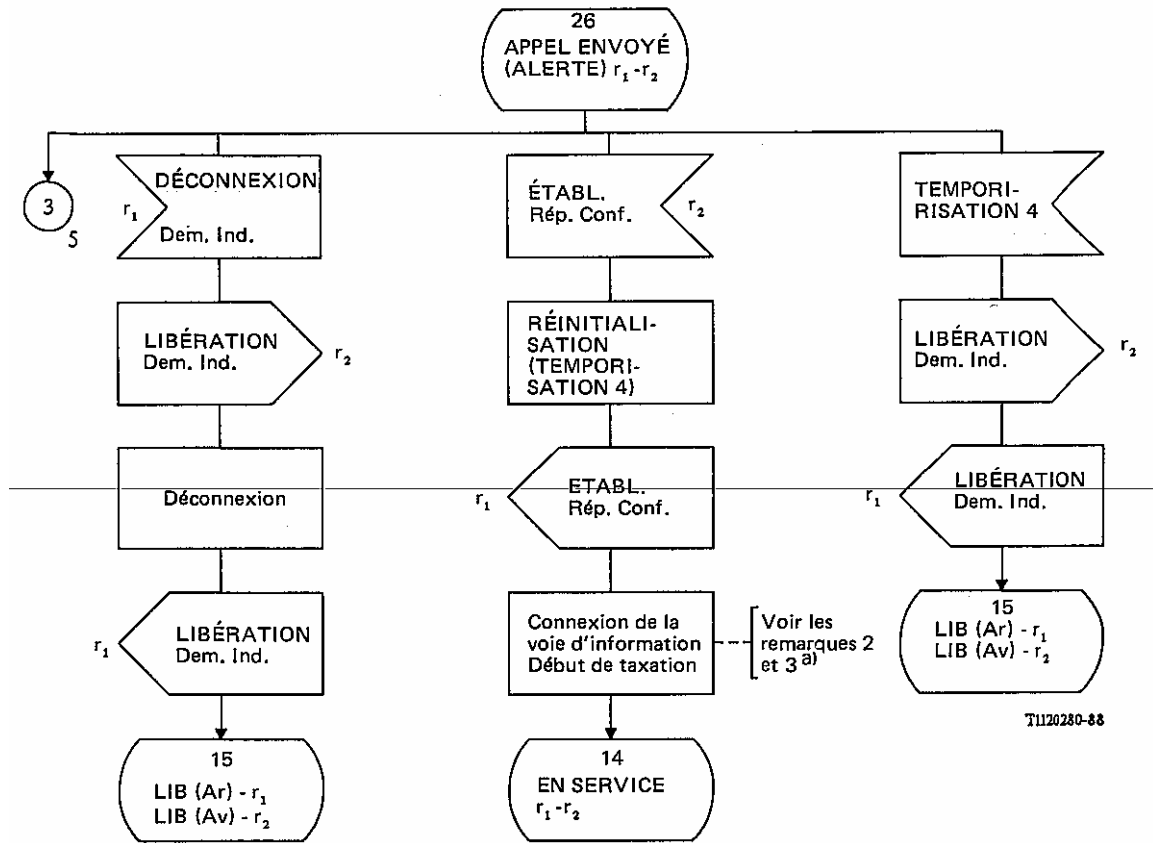 26
APPEL ENVOYÉ
(ALERTE) r₁ -r₂
3
5
DÉCONNEXION
r₁
Dem. Ind.
ÉTABL.
Rép. Conf.
r₂
TEMPORI-
RISATION 4
LIBÉRATION
Dem. Ind.
r₂
RÉINITIALI-
SATION
(TEMPORI-
SATION 4)
LIBÉRATION
Dem. Ind.
r₂
Déconnexion
r₁
ETABL.
Rép. Conf.
r₁
LIBÉRATION
Dem. Ind.
r₁
LIBÉRATION
Dem. Ind.
Connexion de la
voie d'information
Début de taxation
Voir les
remarques 2
et 3 a)
15
LIB (Ar) - r₁
LIB (Av) - r₂
T1120280-88
15
LIB (Ar) - r₁
LIB (Av) - r₂
14
EN SERVICE
r₁ -r₂